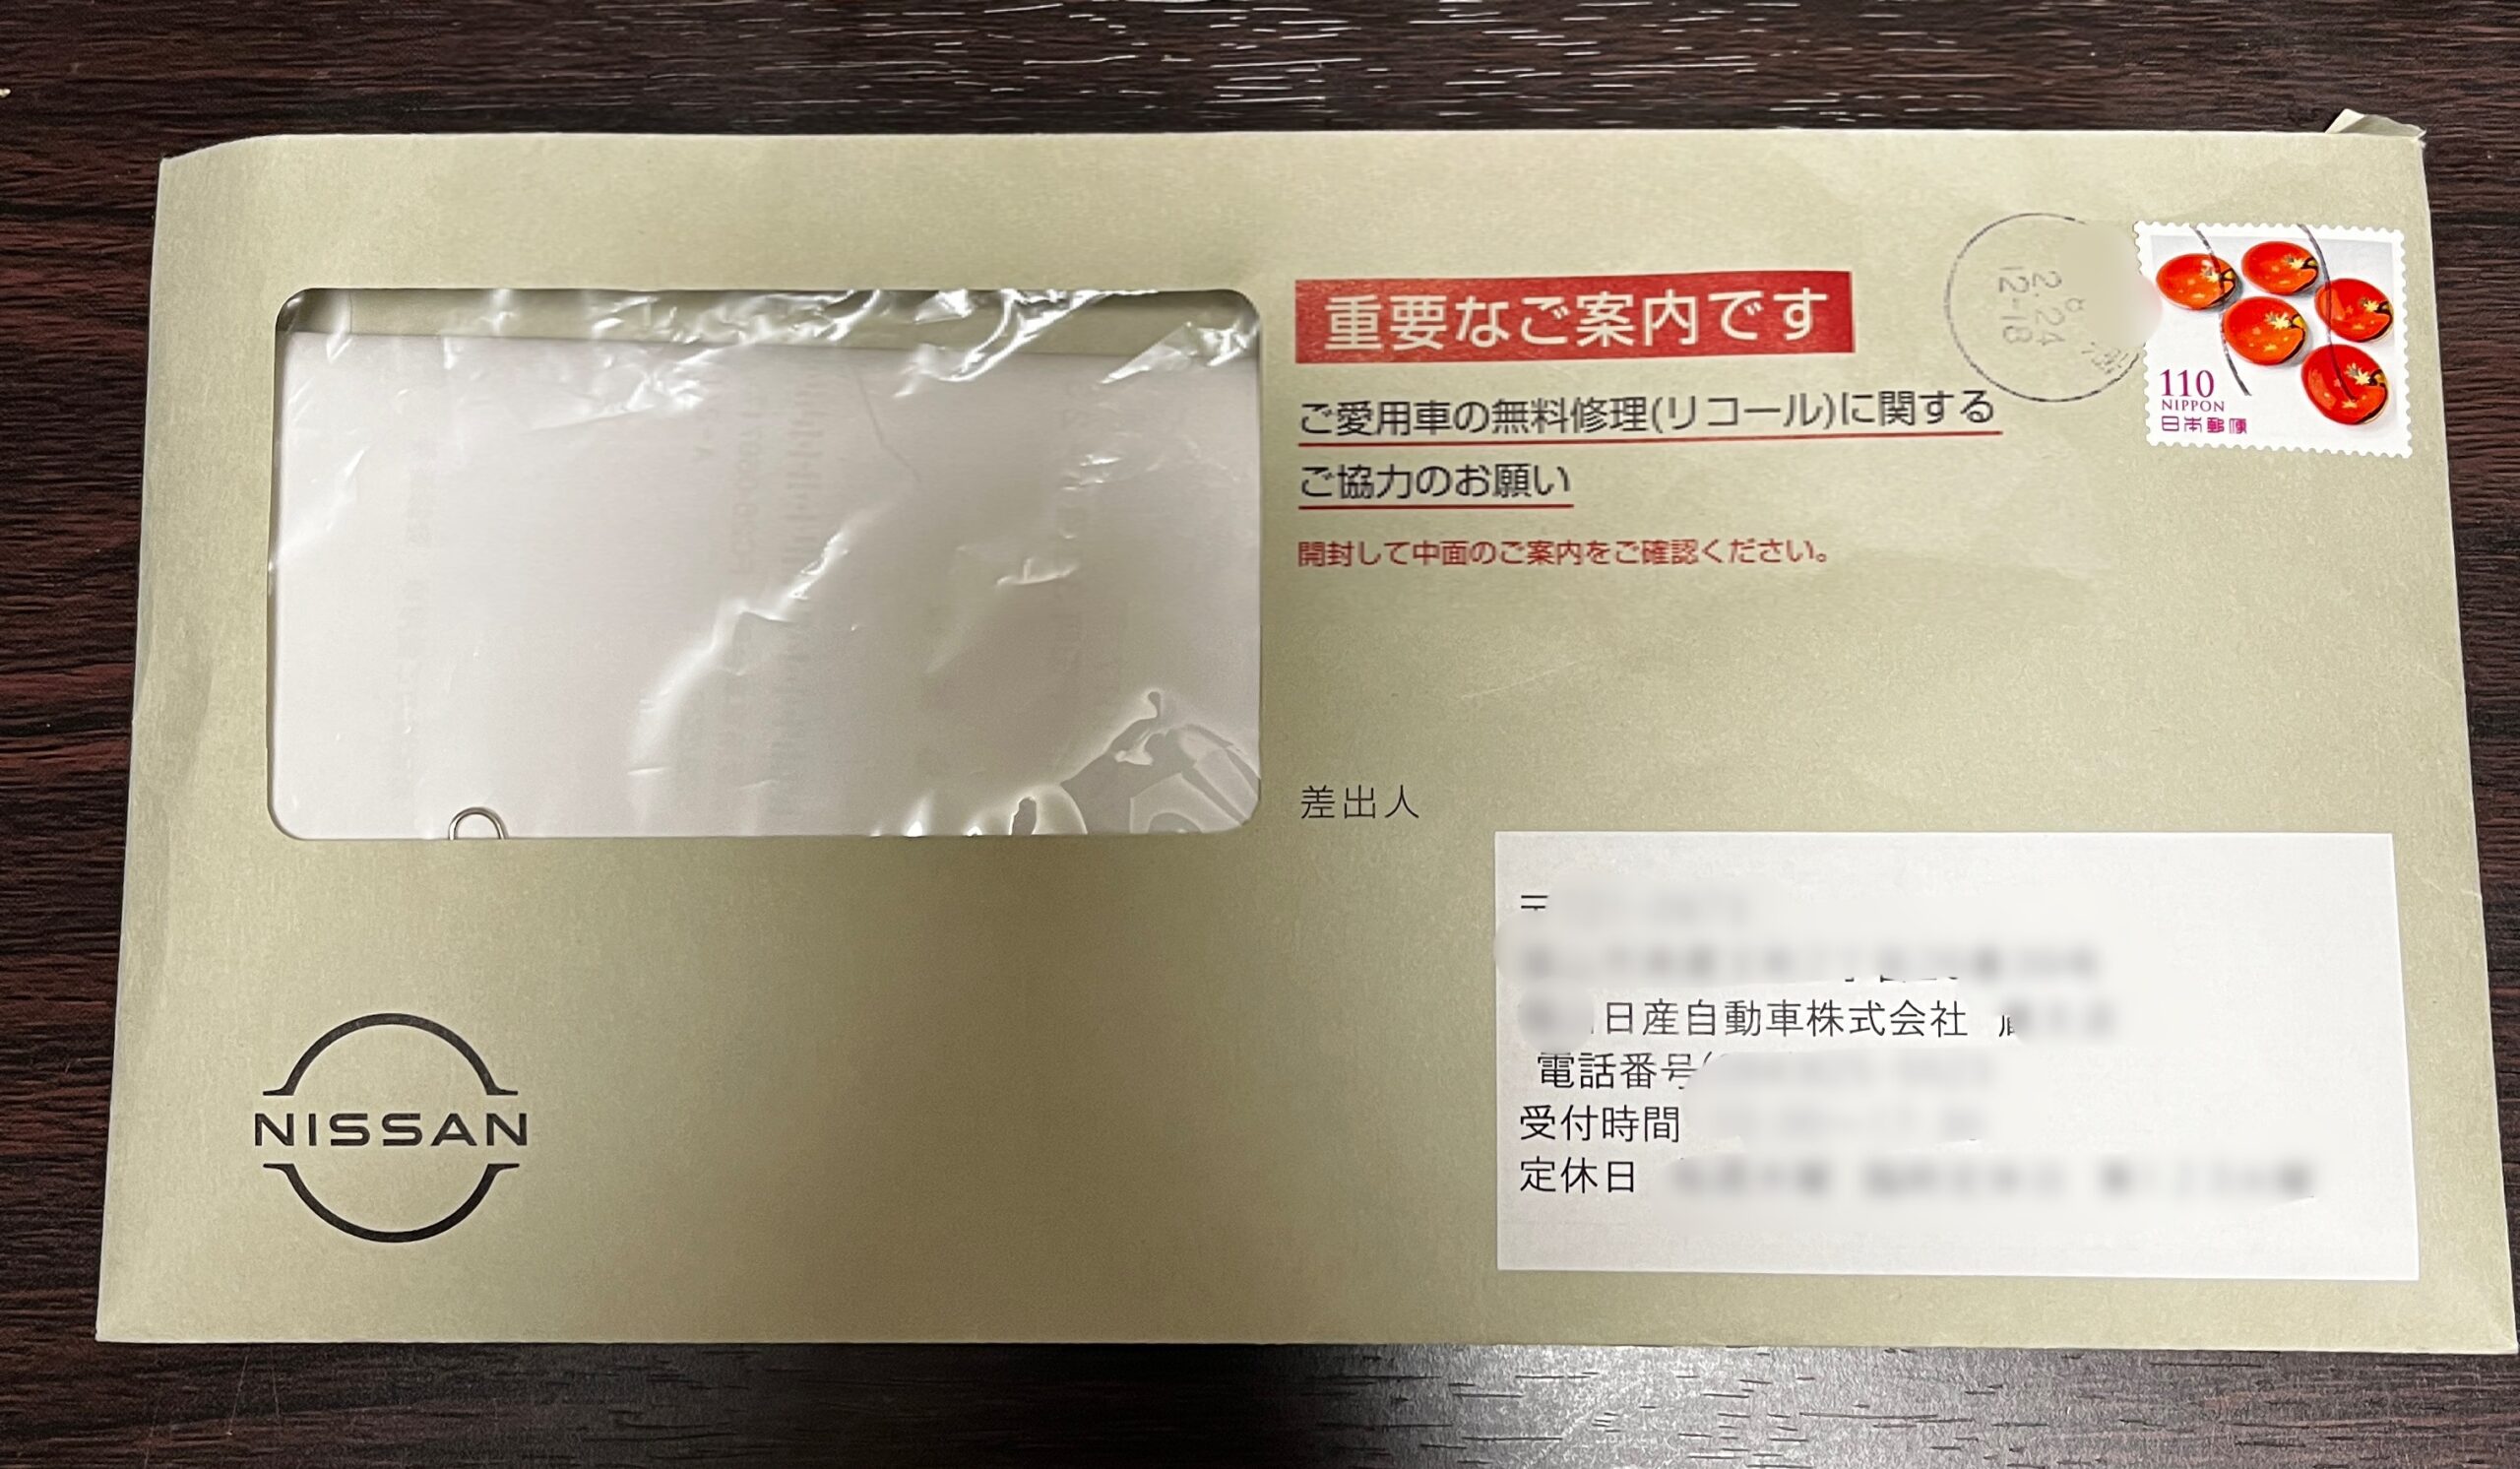 重要なご案内です
ご愛用車の無料修理(リコール)に関する
ご協力のお願い
開封して中面のご案内をご確認ください。
2.24
12-18
110
NIPPON
日本郵便
差出人
〒
日産自動車株式会社
電話番号
受付時間
定休日
NISSAN